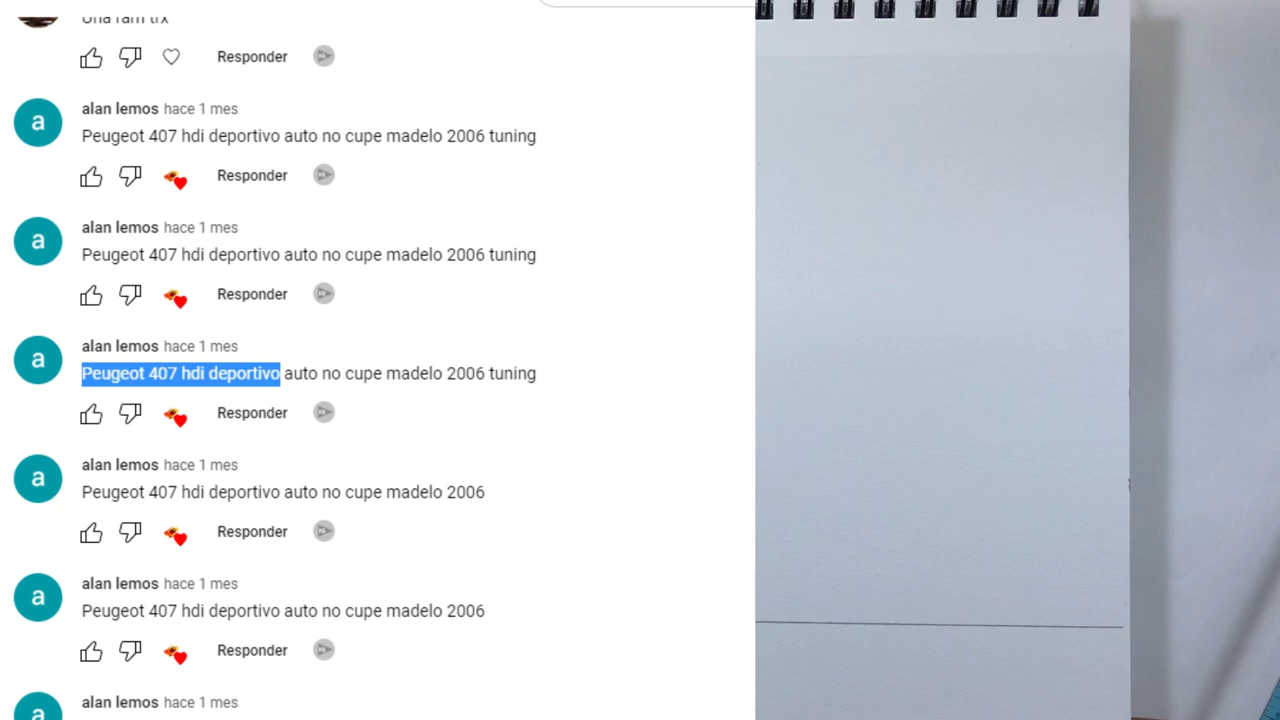 Una ram trx
Responder
alan lemos hace 1 mes
Peugeot 407 hdi deportivo auto no cupe madelo 2006 tuning
Responder
alan lemos hace 1 mes
Peugeot 407 hdi deportivo auto no cupe madelo 2006 tuning
Responder
alan lemos hace 1 mes
Peugeot 407 hdi deportivo auto no cupe madelo 2006 tuning
Responder
alan lemos hace 1 mes
Peugeot 407 hdi deportivo auto no cupe madelo 2006
Responder
alan lemos hace 1 mes
Peugeot 407 hdi deportivo auto no cupe madelo 2006
Responder
alan lemos hace 1 mes